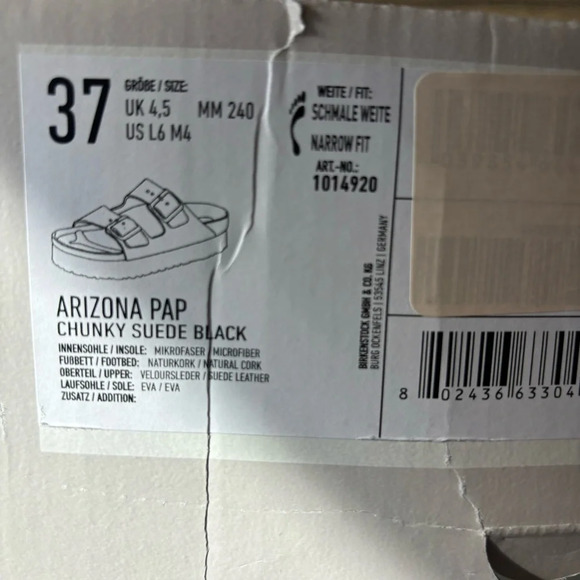 37
GRÖßE / SIZE:
UK 4,5 MM 240
US L6 M4
WEITE / FIT:
SCHMALE WEITE
NARROW FIT
ART.-NO.:
1014920
ARIZONA PAP
CHUNKY SUEDE BLACK
INNENSOHLE / INSOLE: MIKROFASER / MICROFIBER
FUßBETT / FOOTBED: NATURKORK / NATURAL CORK
OBERTEIL / UPPER: VELOURSLEDER / SUEDE LEATHER
LAUFSOHLE / SOLE: EVA / EVA
ZUSATZ / ADDITION:
BIRKENSTOCK GMBH & CO. KG
BURG OCKENFELS | 53545 LINZ | GERMANY
8 02436 63304